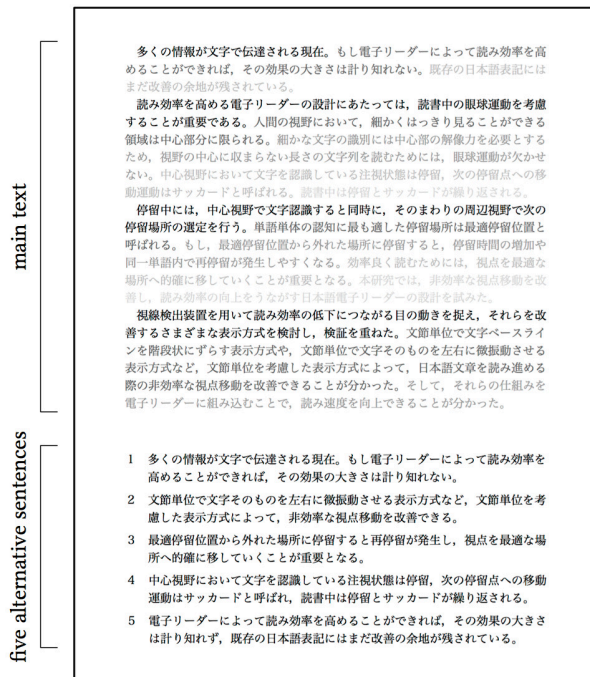 main text
多くの情報が文字で伝達される現在。もし電子リーダーによって読み効率を高
めることができれば，その効果の大きさは計り知れない。既存の日本語表記には
まだ改善の余地が残されている。
読み効率を高める電子リーダーの設計にあたっては，読書中の眼球運動を考慮
することが重要である。人間の視野において，細かくはっきり見ることができる
領域は中心部分に限られる。細かな文字の識別には中心部の解像力を必要とする
ため，視野の中心に収まらない長さの文字列を読むためには，眼球運動が欠かせ
ない。中心視野において文字を認識している注視状態は停留，次の停留点への移
動運動はサッカードと呼ばれる。読書中は停留とサッカードが繰り返される。
停留中には，中心視野で文字認識すると同時に，そのまわりの周辺視野で次の
停留場所の選定を行う。単語単体の認知に最も適した停留場所は最適停留位置と
呼ばれる。もし，最適停留位置から外れた場所に停留すると，停留時間の増加や
同一単語内で再停留が発生しやすくなる。効率良く読むためには，視点を最適な
場所へ的確に移していくことが重要となる。本研究では，非効率な視点移動を改
善し，読み効率の向上をうながす日本語電子リーダーの設計を試みた。
視線検出装置を用いて読み効率の低下につながる目の動きを捉え，それらを改
善するさまざまな表示方式を検討し，検証を重ねた。文節単位で文字ベースライ
ンを階段状にずらす表示方式や，文節単位で文字そのものを左右に微振動させる
表示方式など，文節単位を考慮した表示方式によって，日本語文章を読み進める
際の非効率な視点移動を改善できることが分かった。そして，それらの仕組みを
電子リーダーに組み込むことで，読み速度を向上できることが分かった。
five alternative sentences
1 多くの情報が文字で伝達される現在。もし電子リーダーによって読み効率を
高めることができれば，その効果の大きさは計り知れない。
2 文節単位で文字そのものを左右に微振動させる表示方式など，文節単位を考
慮した表示方式によって，非効率な視点移動を改善できる。
3 最適停留位置から外れた場所に停留すると再停留が発生し，視点を最適な場
所へ的確に移していくことが重要となる。
4 中心視野において文字を認識している注視状態は停留，次の停留点への移動
運動はサッカードと呼ばれ，読書中は停留とサッカードが繰り返される。
5 電子リーダーによって読み効率を高めることができれば，その効果の大きさ
は計り知れず，既存の日本語表記にはまだ改善の余地が残されている。